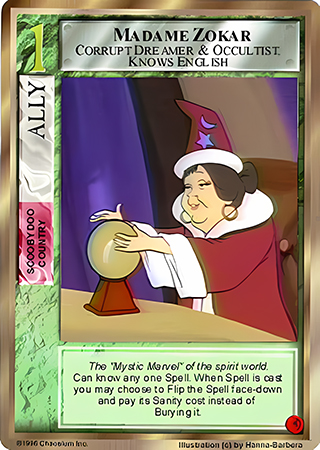 1
MADAME ZOKAR
CORRUPT DREAMER & OCCULTIST,
KNOWS ENGLISH
ALLY
SCOOBY DOO
COUNTRY
The "Mystic Marvel" of the spirit world.
Can know any one Spell. When Spell is cast
you may choose to Flip the Spell face-down
and pay its Sanity cost instead of
Burying it.
©1996 Chaosium Inc.
Illustration (c) by Hanna-Barbera